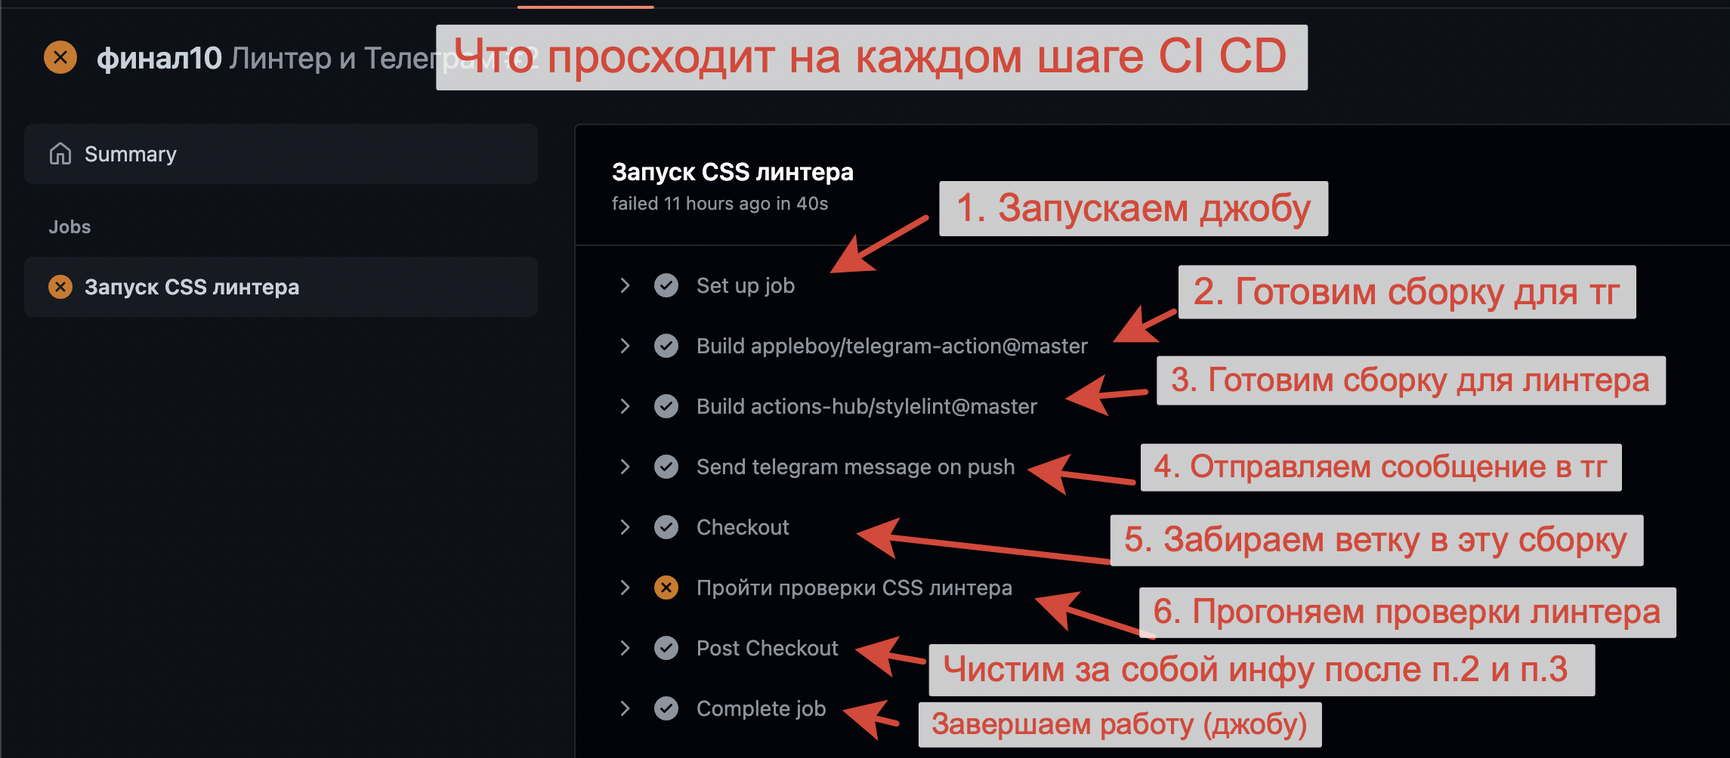 Что просходит на каждом шаге CI CD
финал10 Линтер и Телеграм #2
Summary
Jobs
Запуск CSS линтера
Запуск CSS линтера
failed 11 hours ago in 40s
1. Запускаем джобу
Set up job
2. Готовим сборку для тг
Build appleboy/telegram-action@master
3. Готовим сборку для линтера
Build actions-hub/stylelint@master
4. Отправляем сообщение в тг
Send telegram message on push
5. Забираем ветку в эту сборку
Checkout
6. Прогоняем проверки линтера
Пройти проверки CSS линтера
Чистим за собой инфу после п.2 и п.3
Post Checkout
Завершаем работу (джобу)
Complete job